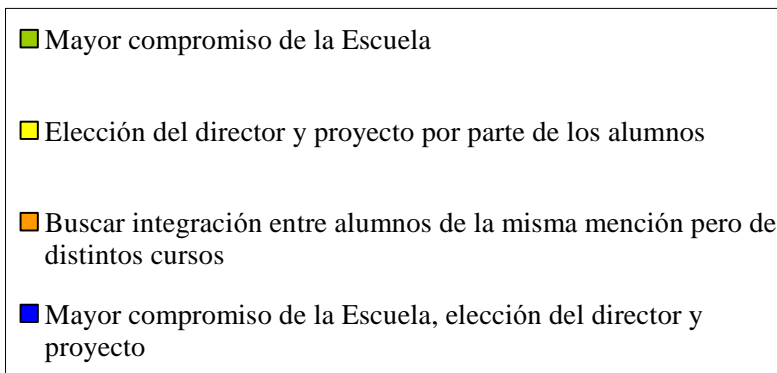 Mayor compromiso de la Escuela
Elección del director y proyecto por parte de los alumnos
Buscar integración entre alumnos de la misma mención pero de
distintos cursos
Mayor compromiso de la Escuela, elección del director y
proyecto